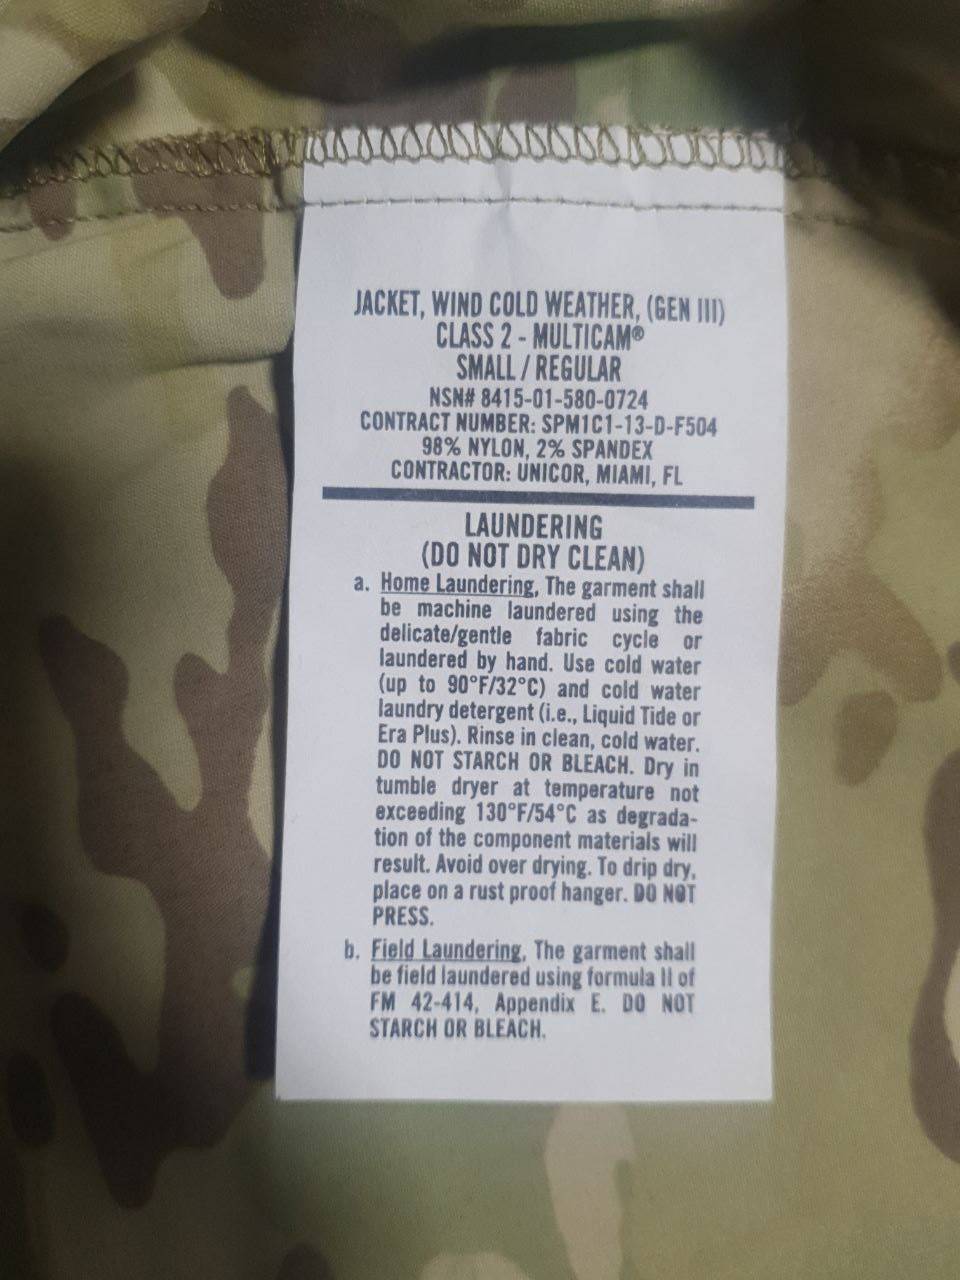 JACKET, WIND COLD WEATHER, (GEN III)
CLASS 2 - MULTICAM®
SMALL / REGULAR
NSN# 8415-01-580-0724
CONTRACT NUMBER: SPM1C1-13-D-F504
98% NYLON, 2% SPANDEX
CONTRACTOR: UNICOR, MIAMI, FL
LAUNDERING
(DO NOT DRY CLEAN)
a. Home Laundering, The garment shall
be machine laundered using the
delicate/gentle fabric cycle or
laundered by hand. Use cold water
(up to 90°F/32°C) and cold water
laundry detergent (i.e., Liquid Tide or
Era Plus). Rinse in clean, cold water.
DO NOT STARCH OR BLEACH. Dry in
tumble dryer at temperature not
exceeding 130°F/54°C as degrada-
tion of the component materials will
result. Avoid over drying. To drip dry,
place on a rust proof hanger. DO NOT
PRESS.
b. Field Laundering, The garment shall
be field laundered using formula II of
FM 42-414, Appendix E. DO NOT
STARCH OR BLEACH.